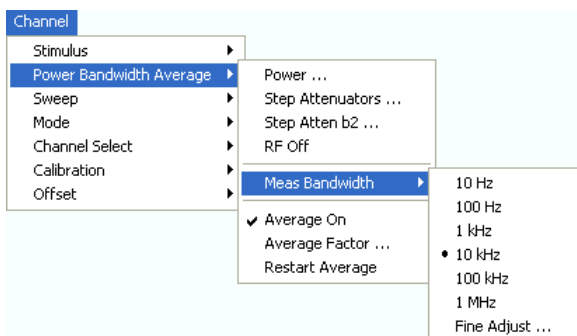 Channel
Stimulus
Power Bandwidth Average
Sweep
Mode
Channel Select
Calibration
Offset
Power ...
Step Attenuators ...
Step Atten b2 ...
RF Off
Meas Bandwidth
Average On
Average Factor ...
Restart Average
10 Hz
100 Hz
1 kHz
10 kHz
100 kHz
1 MHz
Fine Adjust ...